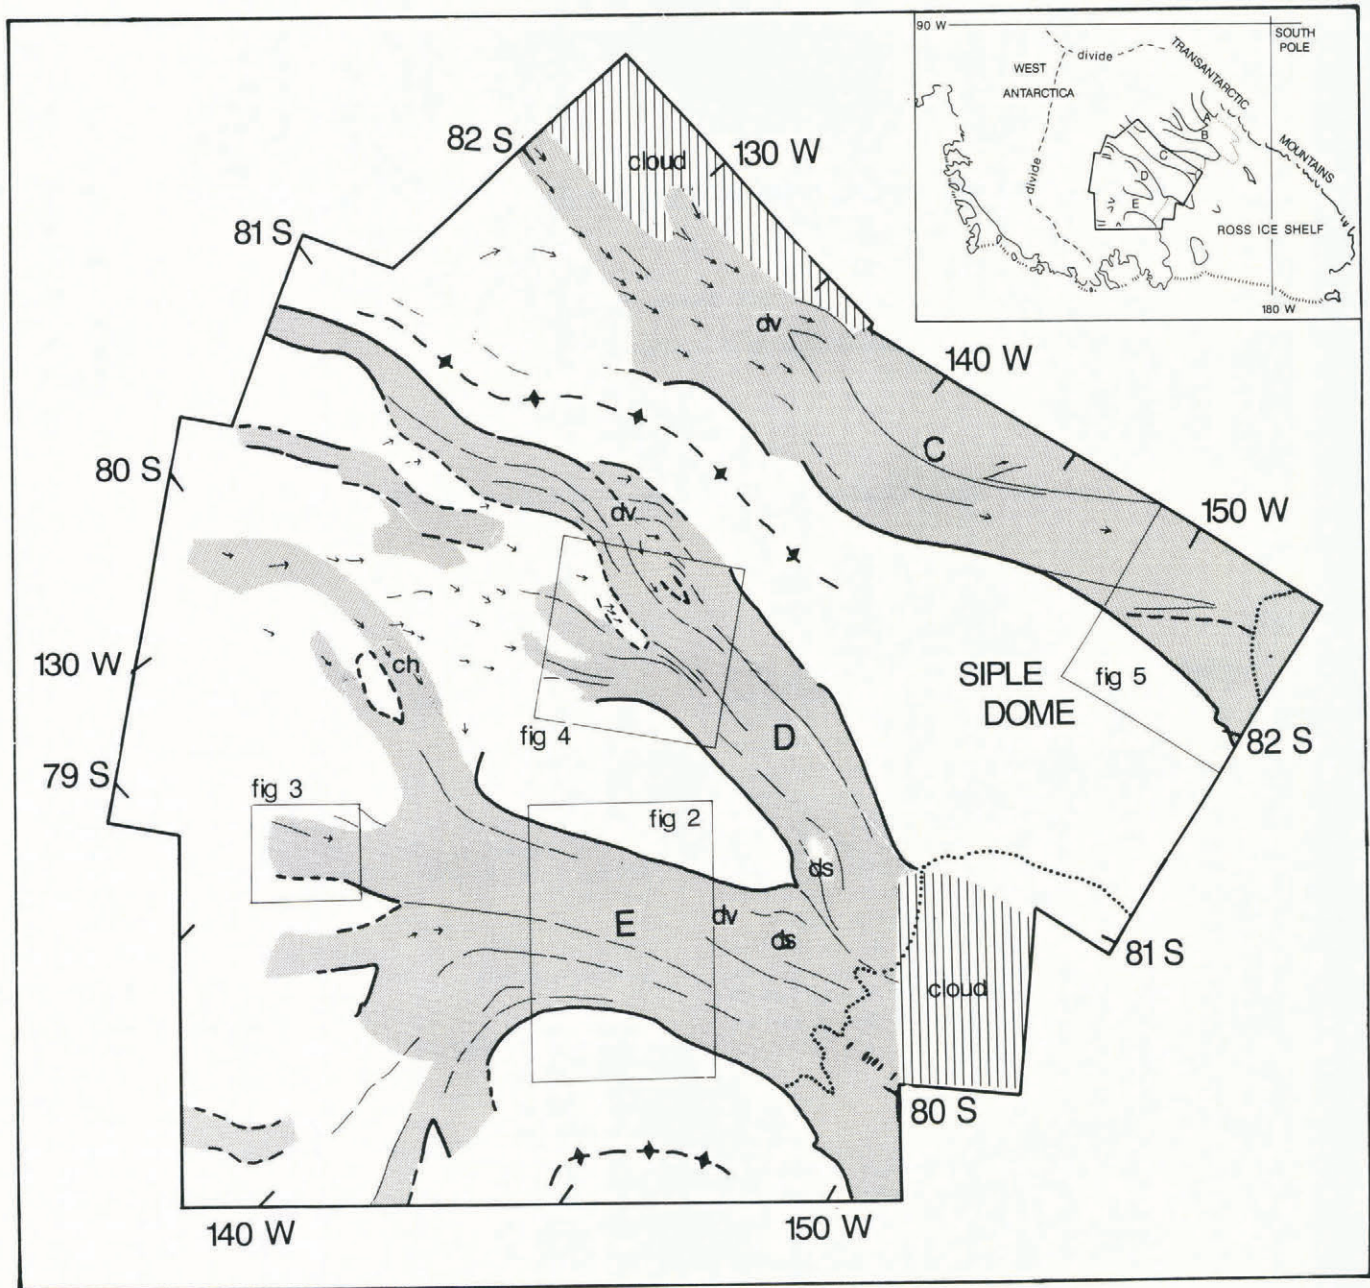 90 W
SOUTH
POLE
divide
TRANSANTARCTIC
WEST
ANTARCTICA
A
B
MOUNTAINS
C
divide
D
E
ROSS ICE SHELF
180 W
82 S
cloud
130 W
81 S
dv
140 W
C
80 S
150 W
dv
130 W
ch
SIPLE
DOME
fig 5
fig 4
D
82 S
79 S
fig 3
fig 2
ds
dv
E
ds
81 S
cloud
80 S
140 W
150 W